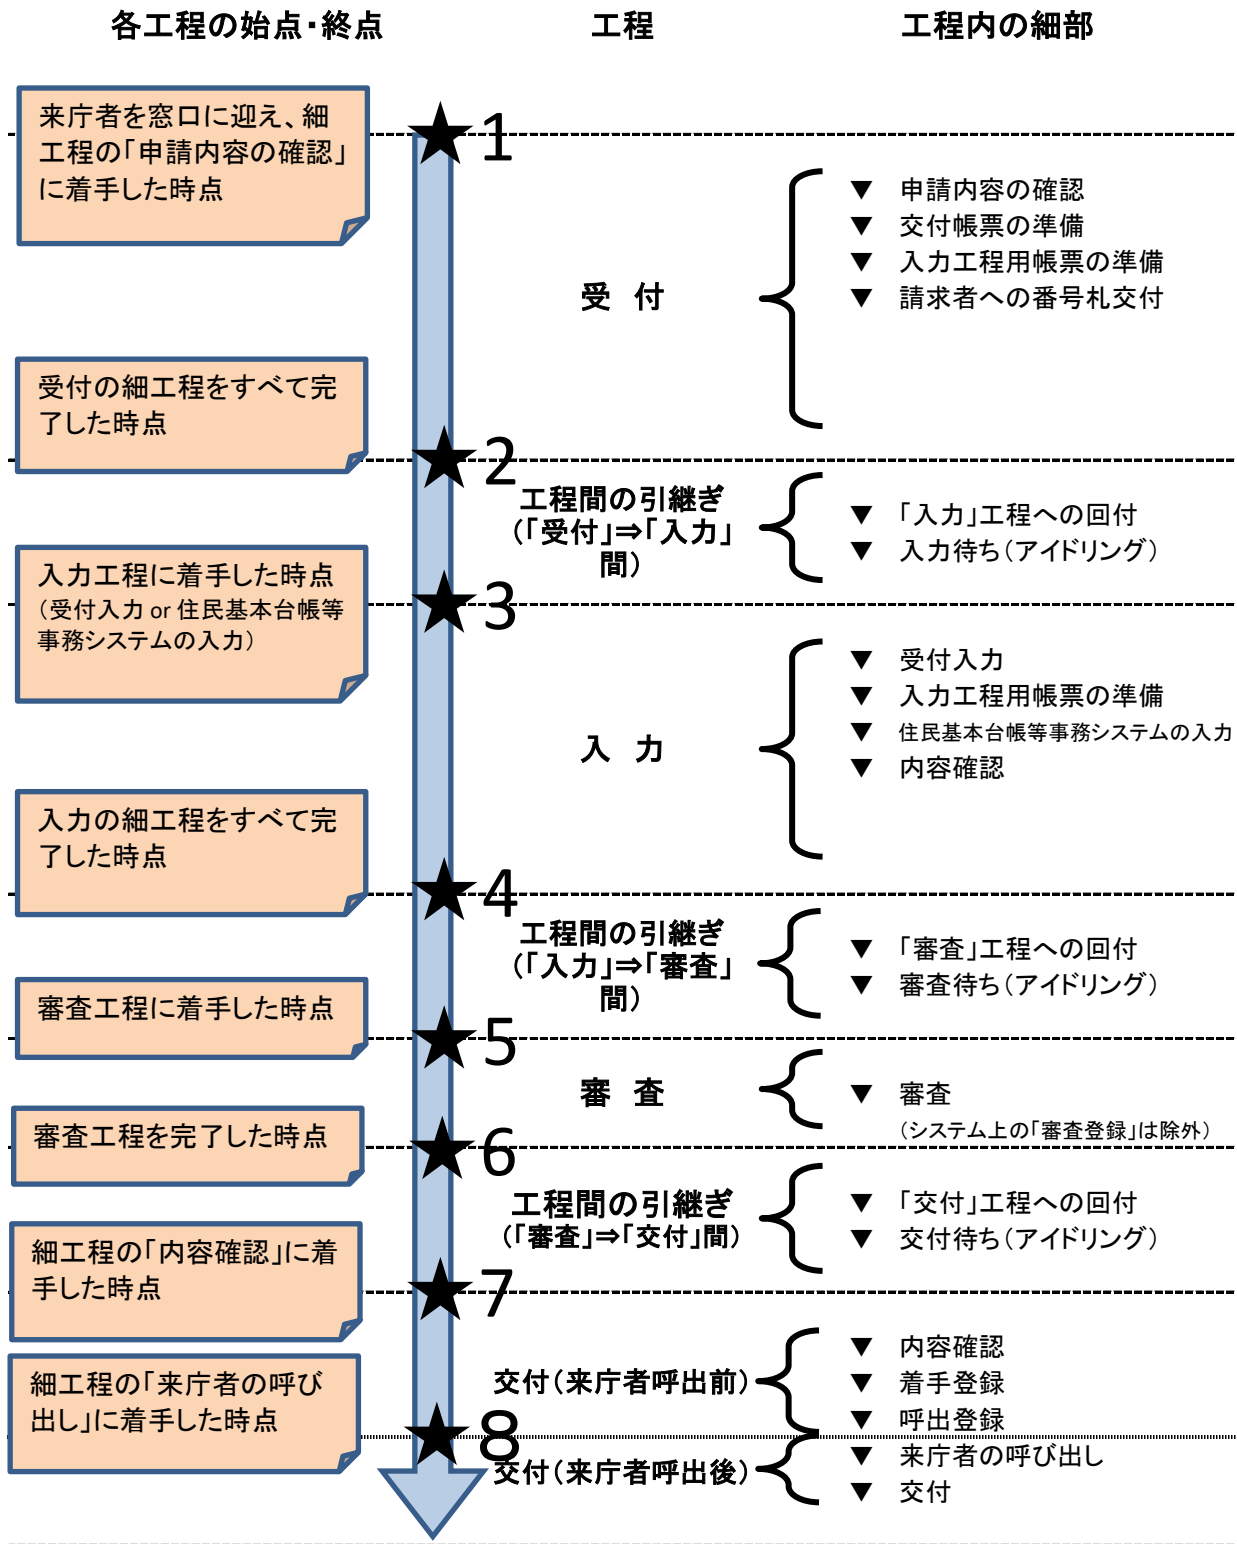 各工程の始点・終点
工程
工程内の細部
来庁者を窓口に迎え、細
工程の「申請内容の確認」
に着手した時点
1
受 付
▼ 申請内容の確認
▼ 交付帳票の準備
▼ 入力工程用帳票の準備
▼ 請求者への番号札交付
受付の細工程をすべて完
了した時点
2
工程間の引継ぎ
(「受付」⇒「入力」
間)
▼ 「入力」工程への回付
▼ 入力待ち(アイドリング)
入力工程に着手した時点
(受付入力 or 住民基本台帳等
事務システムの入力)
3
入 力
▼ 受付入力
▼ 入力工程用帳票の準備
▼ 住民基本台帳等事務システムの入力
▼ 内容確認
入力の細工程をすべて完
了した時点
4
工程間の引継ぎ
(「入力」⇒「審査」
間)
▼ 「審査」工程への回付
▼ 審査待ち(アイドリング)
審査工程に着手した時点
5
審 査
▼ 審査
(システム上の「審査登録」は除外)
審査工程を完了した時点
6
工程間の引継ぎ
(「審査」⇒「交付」間)
▼ 「交付」工程への回付
▼ 交付待ち(アイドリング)
細工程の「内容確認」に着
手した時点
7
交付(来庁者呼出前)
▼ 内容確認
▼ 着手登録
▼ 呼出登録
細工程の「来庁者の呼び
出し」に着手した時点
8
交付(来庁者呼出後)
▼ 来庁者の呼び出し
▼ 交付